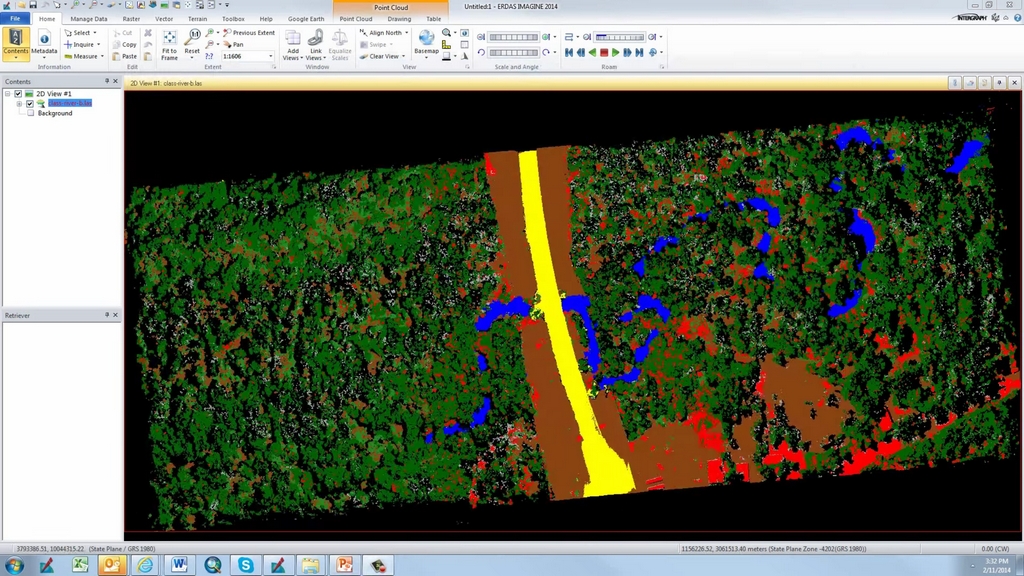 Point Cloud
Untitled:1 - ERDAS IMAGINE 2014
File Home Manage Data Raster Vector Terrain Toolbox Help Google Earth Point Cloud Drawing Table
INTERGRAPH
Contents
Metadata
Select
Inquire
Measure
Information
Cut
Copy
Paste
Edit
Fit to Frame
Reset
1:1
Previous Extent
Pan
1:1606
Extent
Add Views
Link Views
Equalize Scales
Window
Align North
Swipe
Clear View
View
Basemap
Scale and Angle
Roam
Contents
2D View #1
class-river-b.las
Background
Retriever
2D View #1: class-river-b.las
3793386.51, 10044315.22 (State Plane / GRS 1980)
1156226.52, 3061513.40 meters (State Plane Zone -4202(GRS 1980))
0.00 (CW)
3:32 PM
2/11/2014